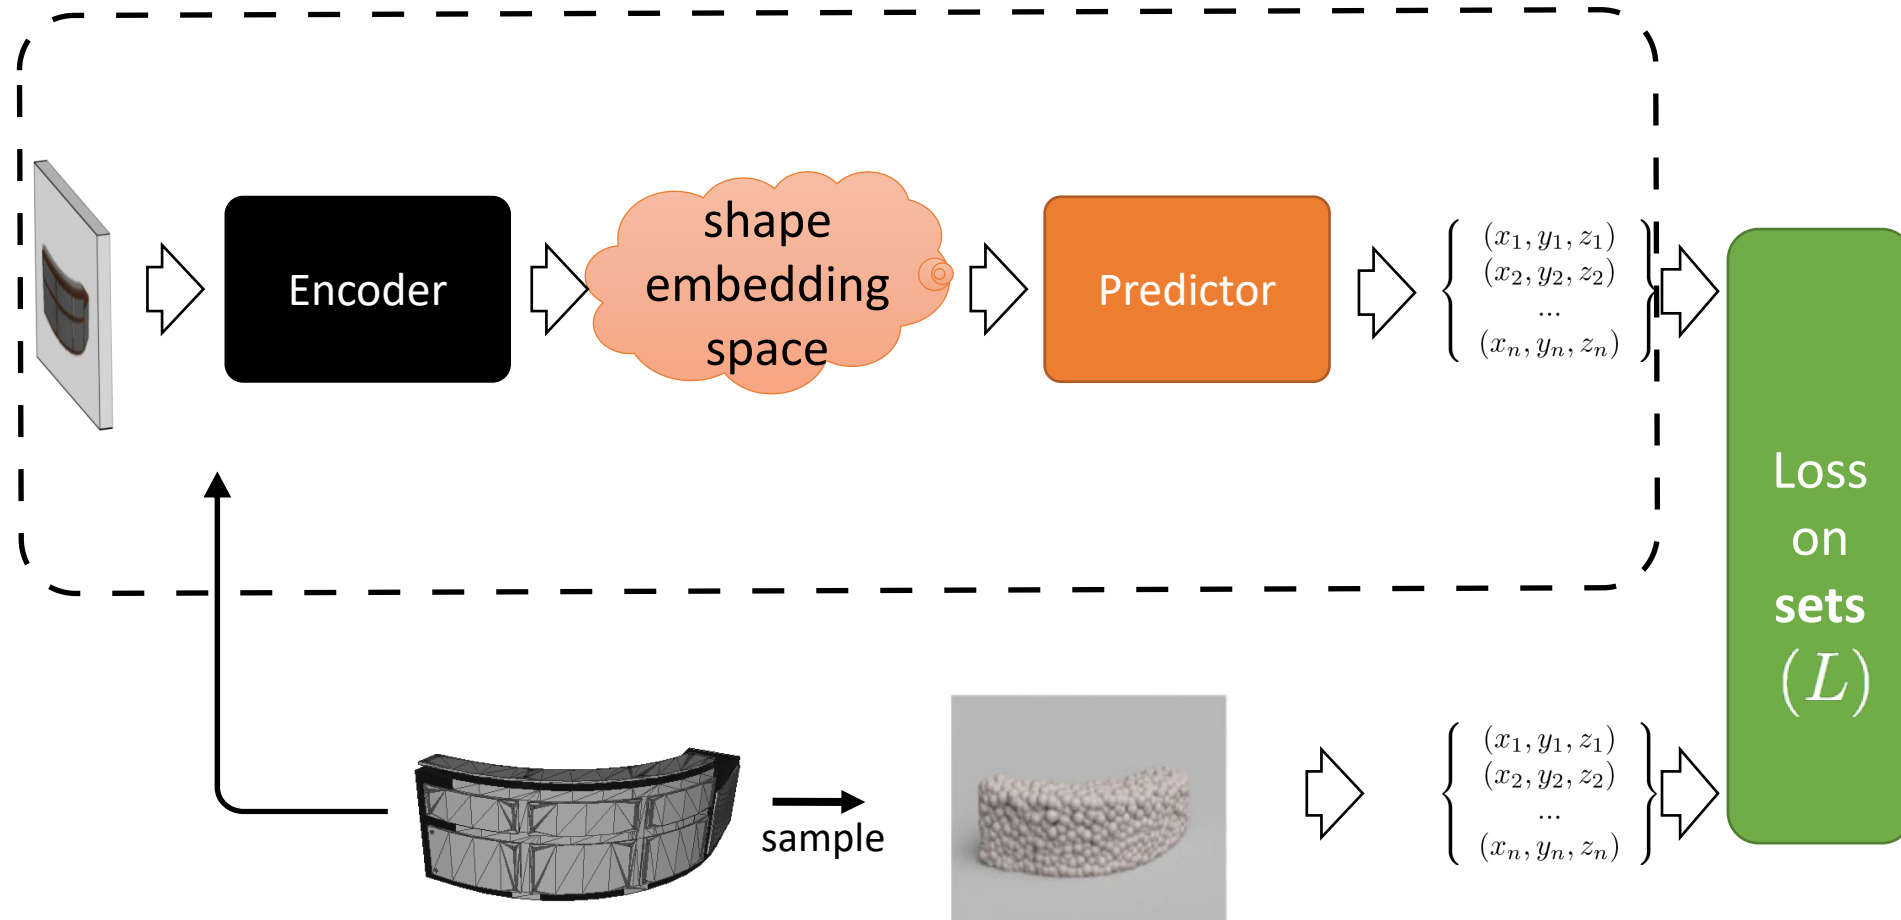 Encoder
shape
embedding
space
Predictor
(x₁, y₁, z₁)
(x₂, y₂, z₂)
...
(xₙ, yₙ, zₙ)
Loss
on
sets
(L)
sample
(x₁, y₁, z₁)
(x₂, y₂, z₂)
...
(xₙ, yₙ, zₙ)